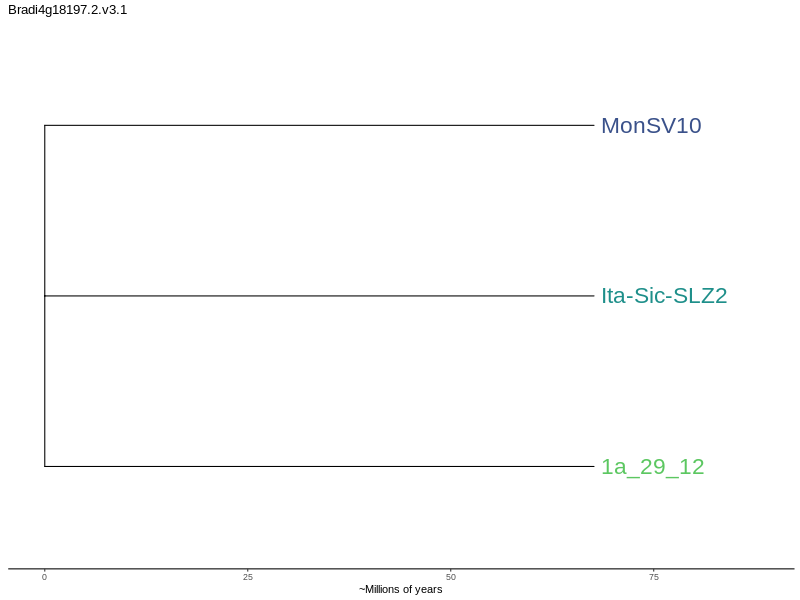 Bradi4g18197.2.v3.1
MonSV10
Ita-Sic-SLZ2
1a_29_12
0 25 50 75
~Millions of years